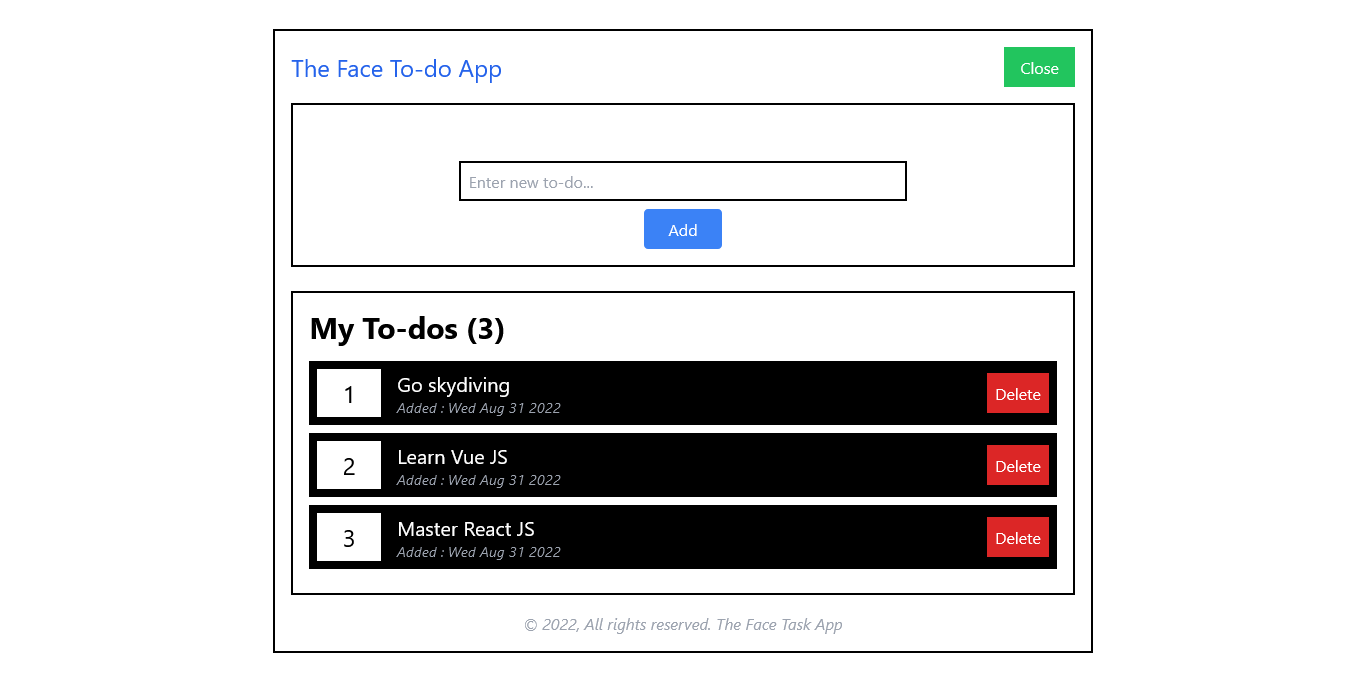 The Face To-do App
Close
Enter new to-do...
Add
My To-dos (3)
1
Go skydiving
Added : Wed Aug 31 2022
Delete
2
Learn Vue JS
Added : Wed Aug 31 2022
Delete
3
Master React JS
Added : Wed Aug 31 2022
Delete
© 2022, All rights reserved. The Face Task App